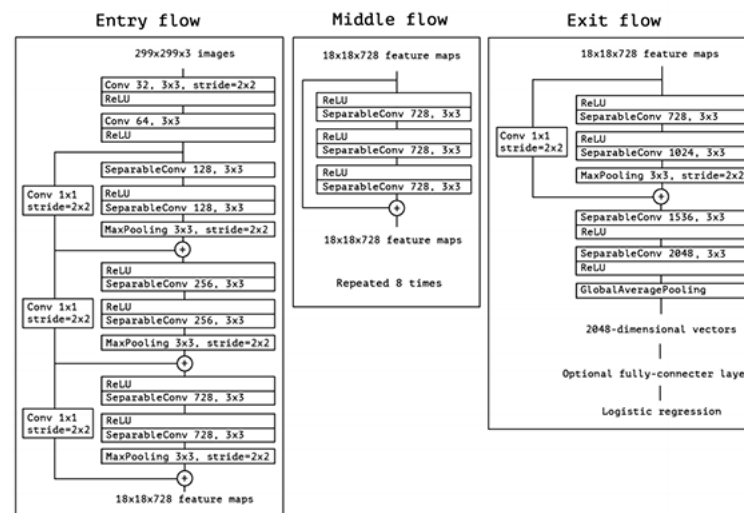 Entry flow
299x299x3 images
Conv 32, 3x3, stride=2x2
ReLU
Conv 64, 3x3
ReLU
SeparableConv 128, 3x3
Conv 1x1
stride=2x2
ReLU
SeparableConv 128, 3x3
MaxPooling 3x3, stride=2x2
+
ReLU
SeparableConv 256, 3x3
Conv 1x1
stride=2x2
ReLU
SeparableConv 256, 3x3
MaxPooling 3x3, stride=2x2
+
ReLU
SeparableConv 728, 3x3
Conv 1x1
stride=2x2
ReLU
SeparableConv 728, 3x3
MaxPooling 3x3, stride=2x2
+
18x18x728 feature maps
Middle flow
18x18x728 feature maps
ReLU
SeparableConv 728, 3x3
ReLU
SeparableConv 728, 3x3
ReLU
SeparableConv 728, 3x3
+
18x18x728 feature maps
Repeated 8 times
Exit flow
18x18x728 feature maps
ReLU
SeparableConv 728, 3x3
Conv 1x1
stride=2x2
ReLU
SeparableConv 1024, 3x3
MaxPooling 3x3, stride=2x2
+
SeparableConv 1536, 3x3
ReLU
SeparableConv 2048, 3x3
ReLU
GlobalAveragePooling
2048-dimensional vectors
Optional fully-connecter laye
Logistic regression